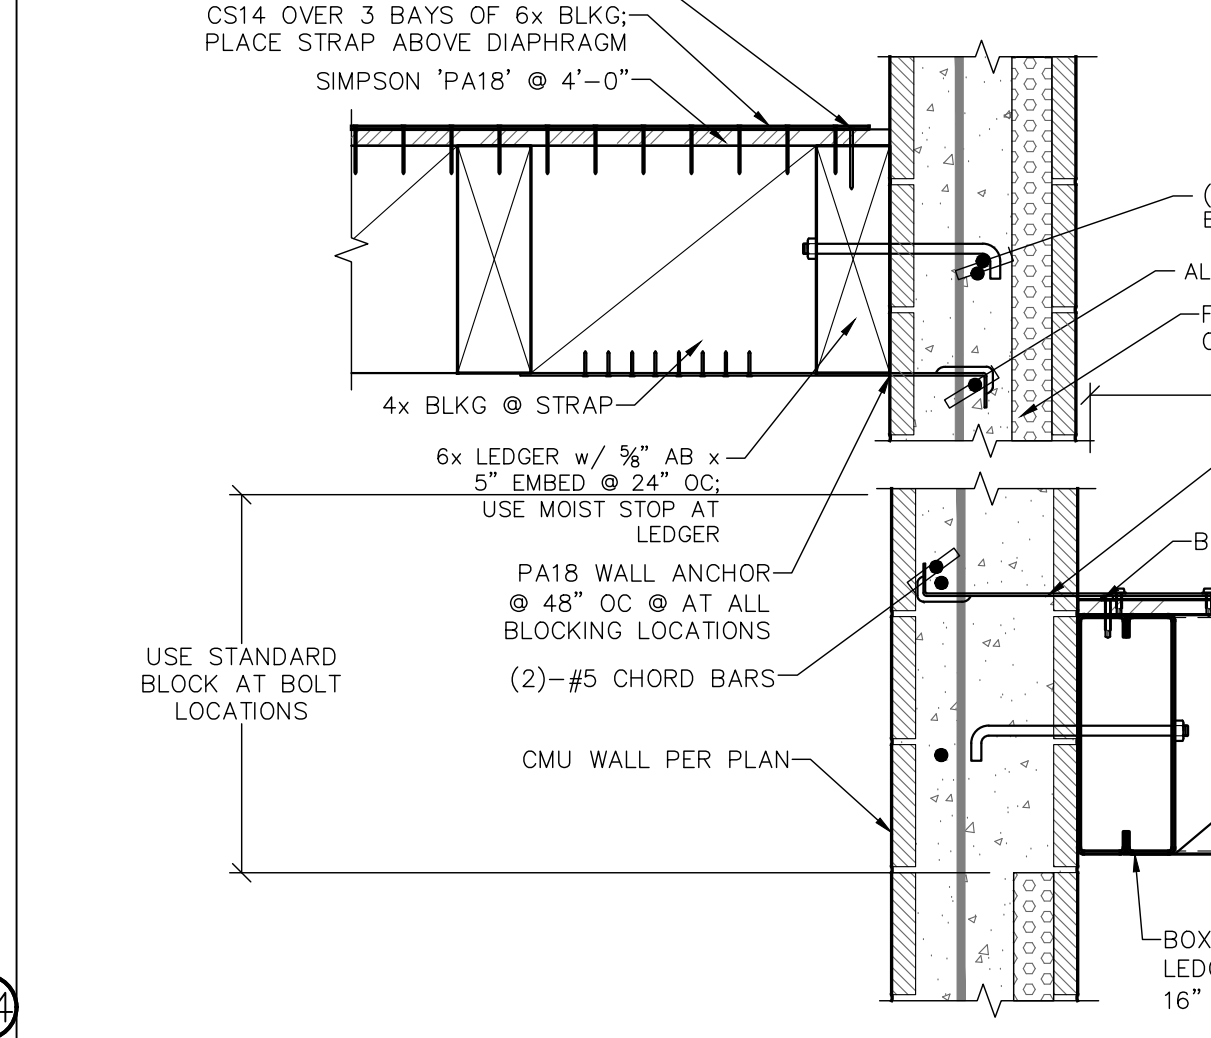 CS14 OVER 3 BAYS OF 6x BLKG;
PLACE STRAP ABOVE DIAPHRAGM
SIMPSON 'PA18' @ 4'-0"
AL
4x BLKG @ STRAP
6x LEDGER w/ ⅝" AB x
5" EMBED @ 24" OC;
USE MOIST STOP AT
LEDGER
B
PA18 WALL ANCHOR
@ 48" OC @ AT ALL
BLOCKING LOCATIONS
(2)-#5 CHORD BARS
USE STANDARD
BLOCK AT BOLT
LOCATIONS
CMU WALL PER PLAN
BOX
LEDG
16"
4